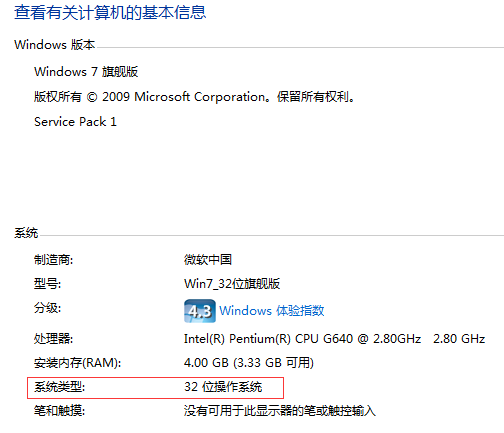 查看有关计算机的基本信息
Windows 版本
Windows 7 旗舰版
版权所有 © 2009 Microsoft Corporation。保留所有权利。
Service Pack 1
系统
制造商: 微软中国
型号: Win7_32位旗舰版
分级: 4.3 Windows 体验指数
处理器: Intel(R) Pentium(R) CPU G640 @ 2.80GHz 2.80 GHz
安装内存(RAM): 4.00 GB (3.33 GB 可用)
系统类型: 32 位操作系统
笔和触摸: 没有可用于此显示器的笔或触控输入